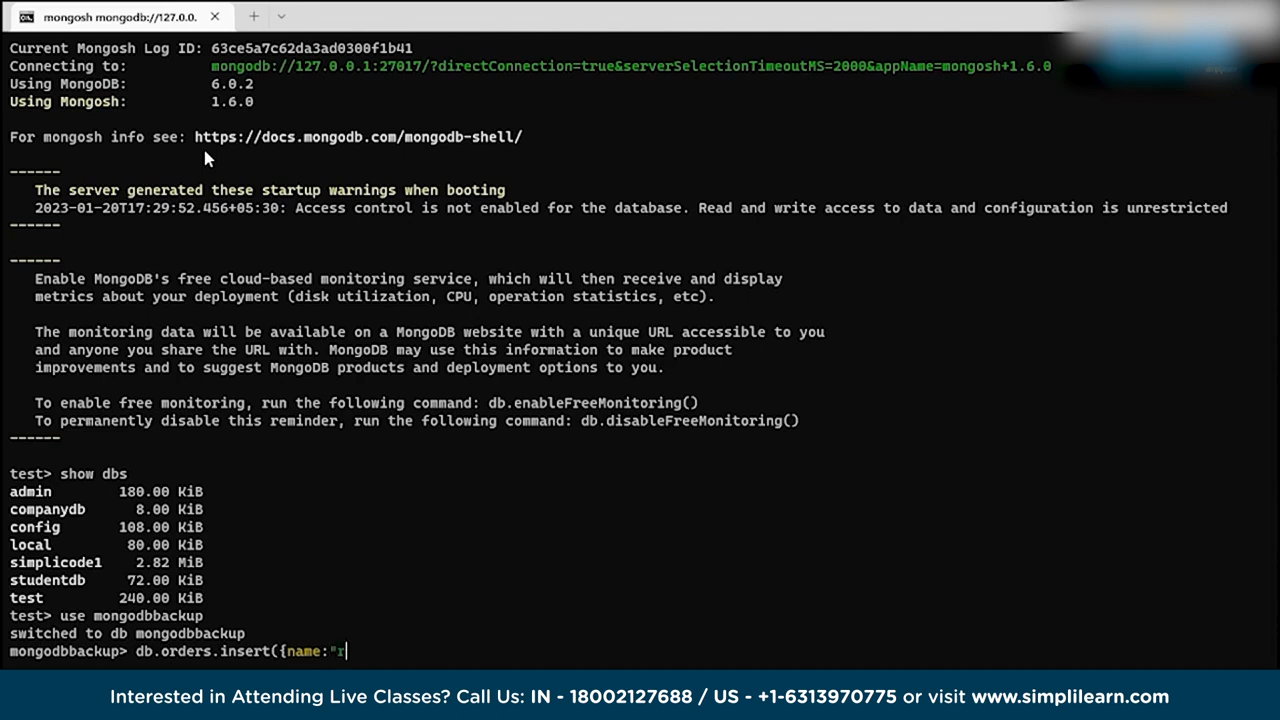 mongosh mongodb://127.0.0.
Current Mongosh Log ID: 63ce5a7c62da3ad0300f1b41
Connecting to: mongodb://127.0.0.1:27017/?directConnection=true&serverSelectionTimeoutMS=2000&appName=mongosh+1.6.0
Using MongoDB: 6.0.2
Using Mongosh: 1.6.0
For mongosh info see: https://docs.mongodb.com/mongodb-shell/
------
The server generated these startup warnings when booting
2023-01-20T17:29:52.456+05:30: Access control is not enabled for the database. Read and write access to data and configuration is unrestricted
------
------
Enable MongoDB's free cloud-based monitoring service, which will then receive and display
metrics about your deployment (disk utilization, CPU, operation statistics, etc).
The monitoring data will be available on a MongoDB website with a unique URL accessible to you
and anyone you share the URL with. MongoDB may use this information to make product
improvements and to suggest MongoDB products and deployment options to you.
To enable free monitoring, run the following command: db.enableFreeMonitoring()
To permanently disable this reminder, run the following command: db.disableFreeMonitoring()
------
test> show dbs
admin 180.00 KiB
companydb 8.00 KiB
config 108.00 KiB
local 80.00 KiB
simplicode1 2.82 MiB
studentdb 72.00 KiB
test 240.00 KiB
test> use mongodbbackup
switched to db mongodbbackup
mongodbbackup> db.orders.insert({name:"r
Interested in Attending Live Classes? Call Us: IN - 18002127688 / US - +1-6313970775 or visit www.simplilearn.com